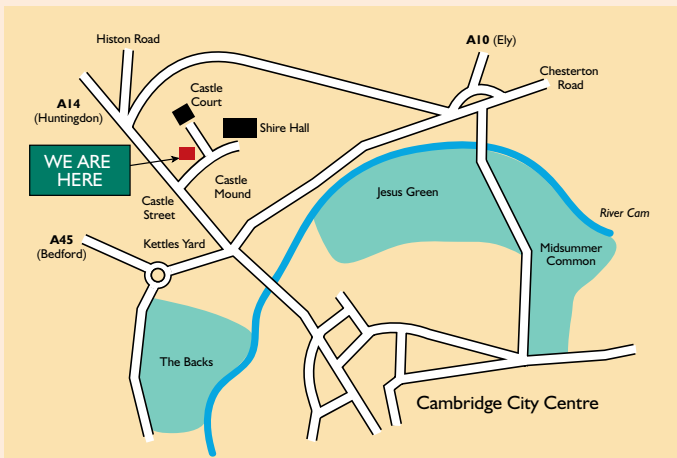 Histon Road
A10 (Ely)
Chesterton
Road
Castle
Court
A14
(Huntingdon)
Shire Hall
WE ARE
HERE
Castle
Mound
Jesus Green
Castle
Street
River Cam
A45
(Bedford)
Kettles Yard
Midsummer
Common
The Backs
Cambridge City Centre